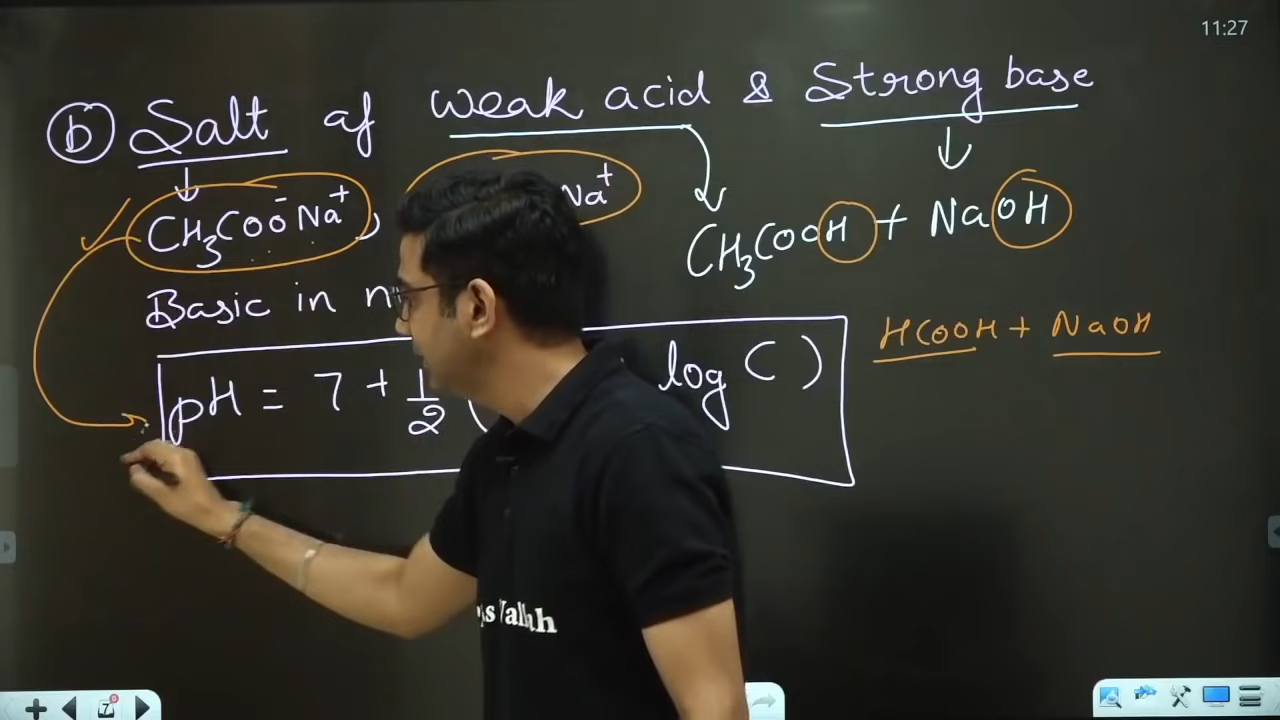 11:27
b Salt of weak acid & Strong base
CH₃COO⁻Na⁺, Na⁺
CH₃COOH + NaOH
Basic in
HCOOH + NaOH
pH = 7 + 1/2 ( log C )
7